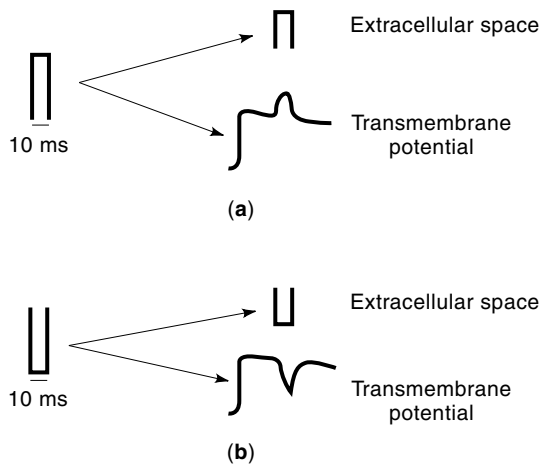 Extracellular space
10 ms
Transmembrane
potential
(a)
Extracellular space
10 ms
Transmembrane
potential
(b)